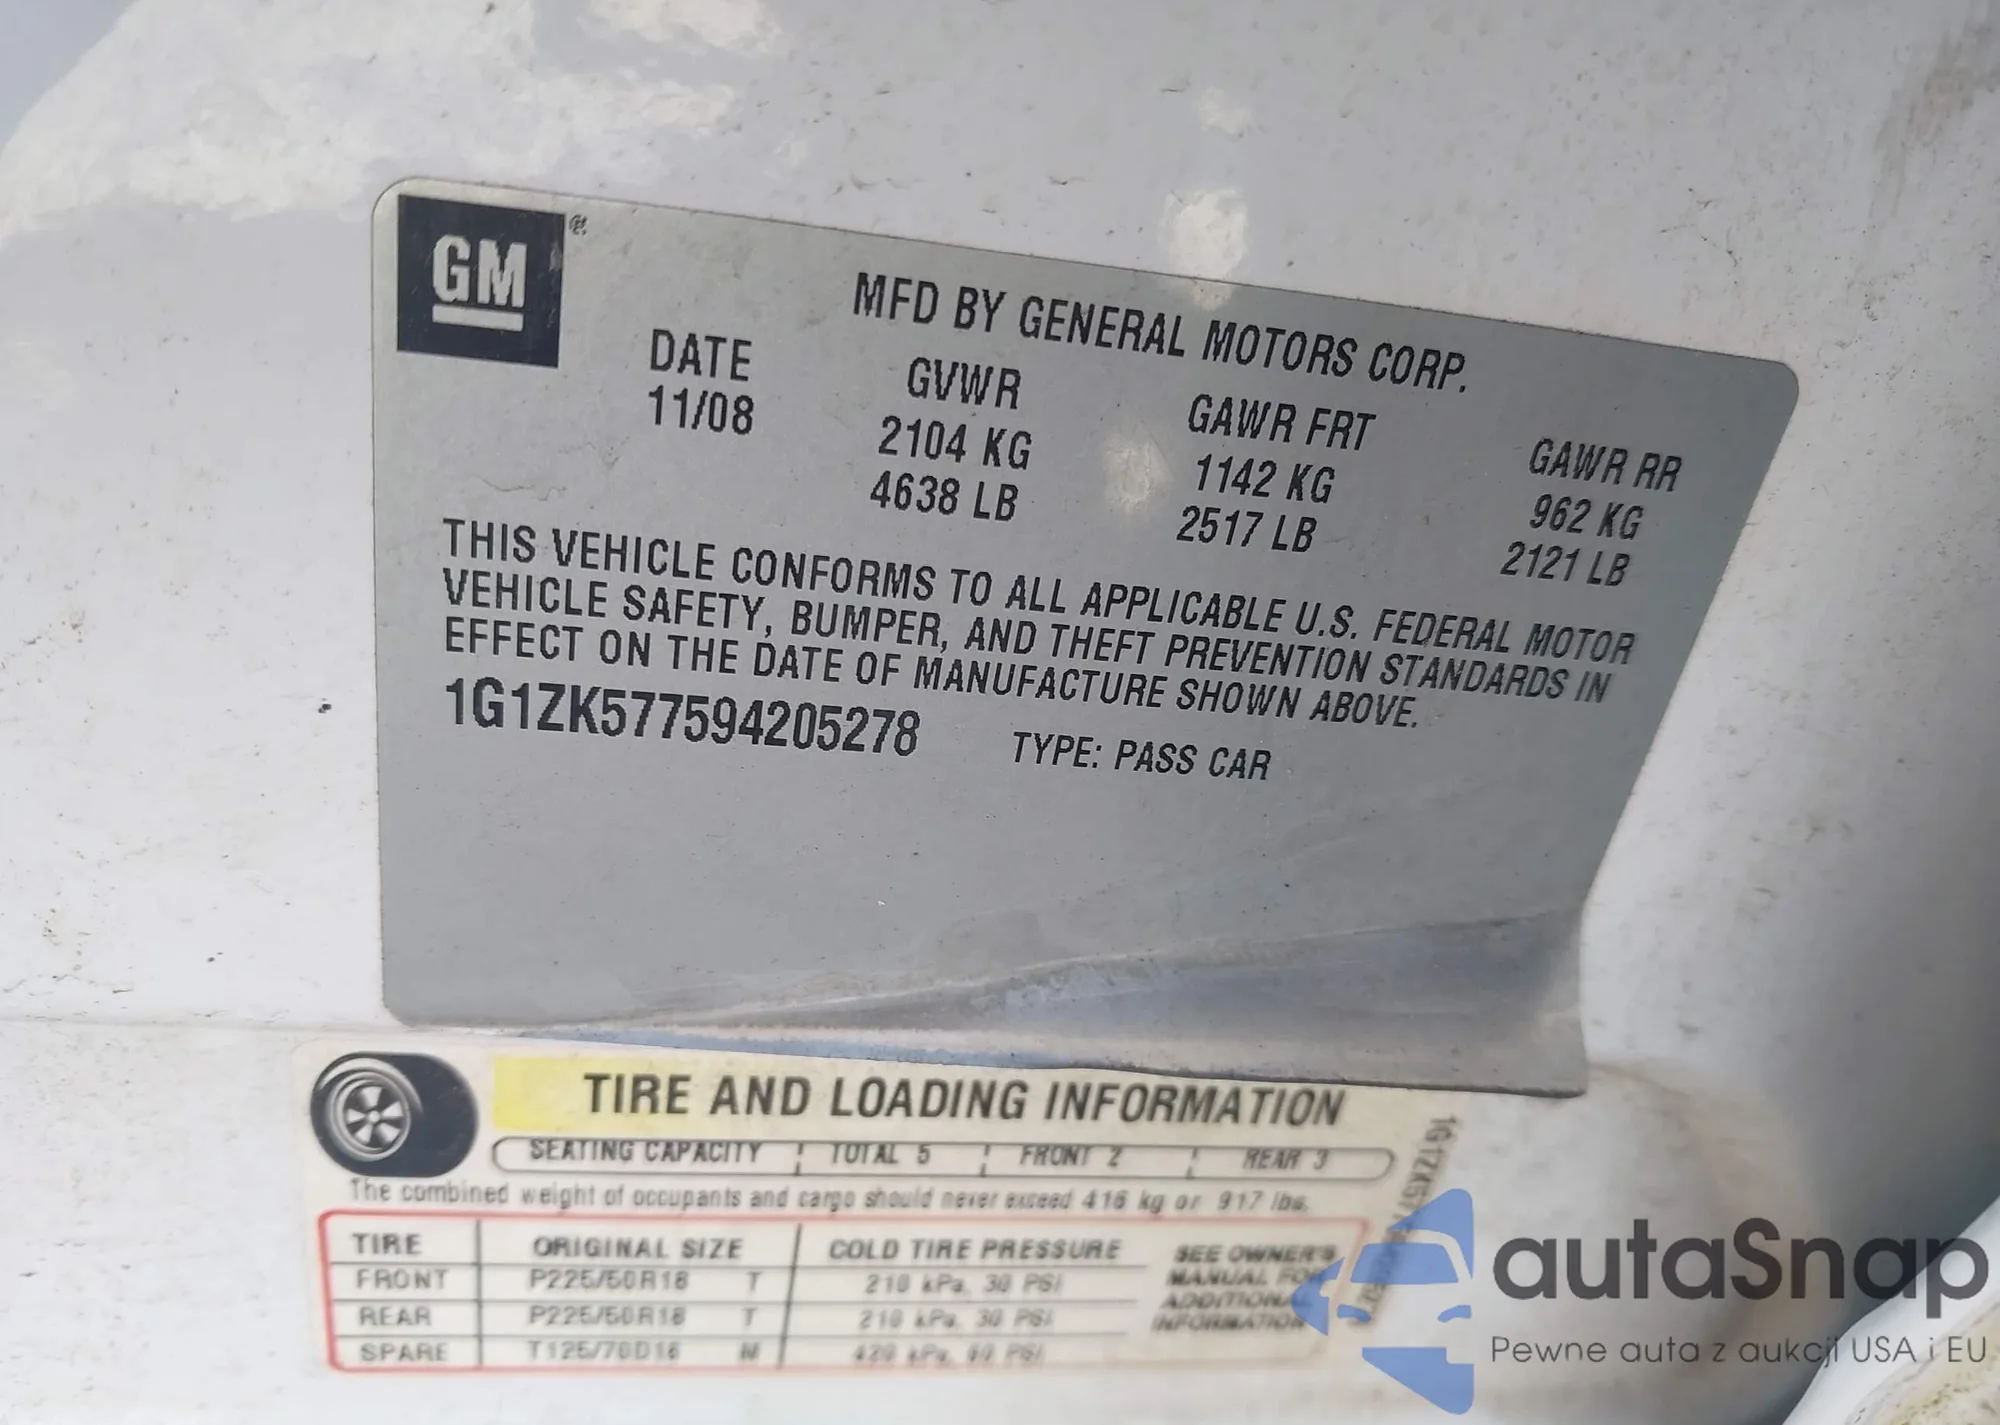 GM
MFD BY GENERAL MOTORS CORP.
DATE GVWR GAWR FRT GAWR RR
11/08 2104 KG 1142 KG 962 KG
4638 LB 2517 LB 2121 LB
THIS VEHICLE CONFORMS TO ALL APPLICABLE U.S. FEDERAL MOTOR
VEHICLE SAFETY, BUMPER, AND THEFT PREVENTION STANDARDS IN
EFFECT ON THE DATE OF MANUFACTURE SHOWN ABOVE.
1G1ZK577594205278 TYPE: PASS CAR
TIRE AND LOADING INFORMATION
SEATING CAPACITY TOTAL 5 FRONT 2 REAR 3
The combined weight of occupants and cargo should never exceed 416 kg or 917 lbs.
TIRE ORIGINAL SIZE COLD TIRE PRESSURE
FRONT P225/50R18 T 210 kPa, 30 PSI
REAR P225/50R18 T 210 kPa, 30 PSI
SPARE T125/70D16 M 420 kPa, 60 PSI
SEE OWNER'S
MANUAL FOR
ADDITIONAL
INFORMATION
autaSnap
Pewne auta z aukcji USA i EU